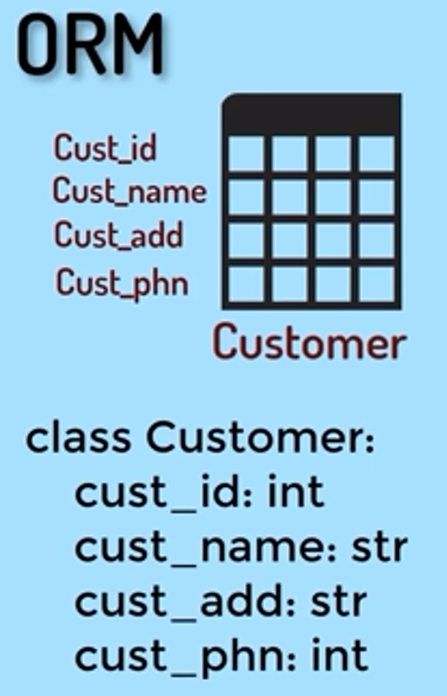 ORM
Cust_id
Cust_name
Cust_add
Cust_phn
Customer
class Customer:
cust_id: int
cust_name: str
cust_add: str
cust_phn: int